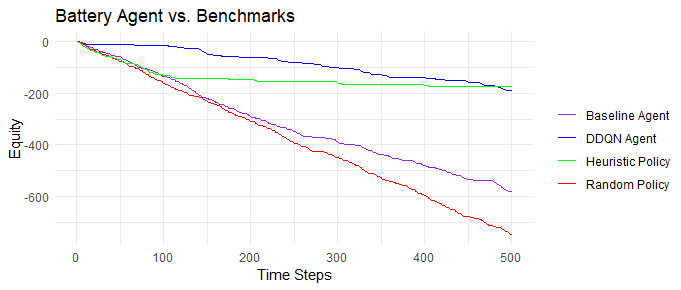 Battery Agent vs. Benchmarks
Equity
0
-200
-400
-600
0 100 200 300 400 500
Time Steps
Baseline Agent
DDQN Agent
Heuristic Policy
Random Policy